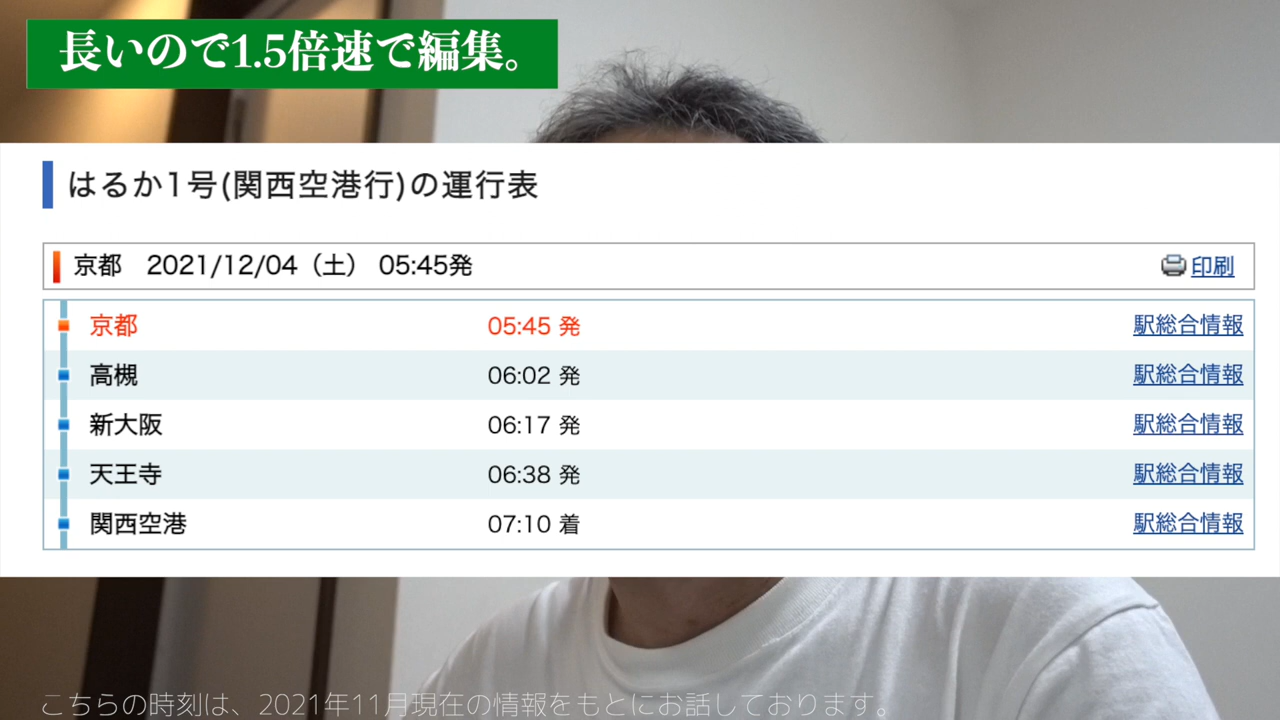 長いので1.5倍速で編集。
はるか1号(関西空港行)の運行表
京都 2021/12/04（土） 05:45発 印刷
京都 05:45 発 駅総合情報
高槻 06:02 発 駅総合情報
新大阪 06:17 発 駅総合情報
天王寺 06:38 発 駅総合情報
関西空港 07:10 着 駅総合情報
こちらの時刻は、2021年11月現在の情報をもとにお話しております。